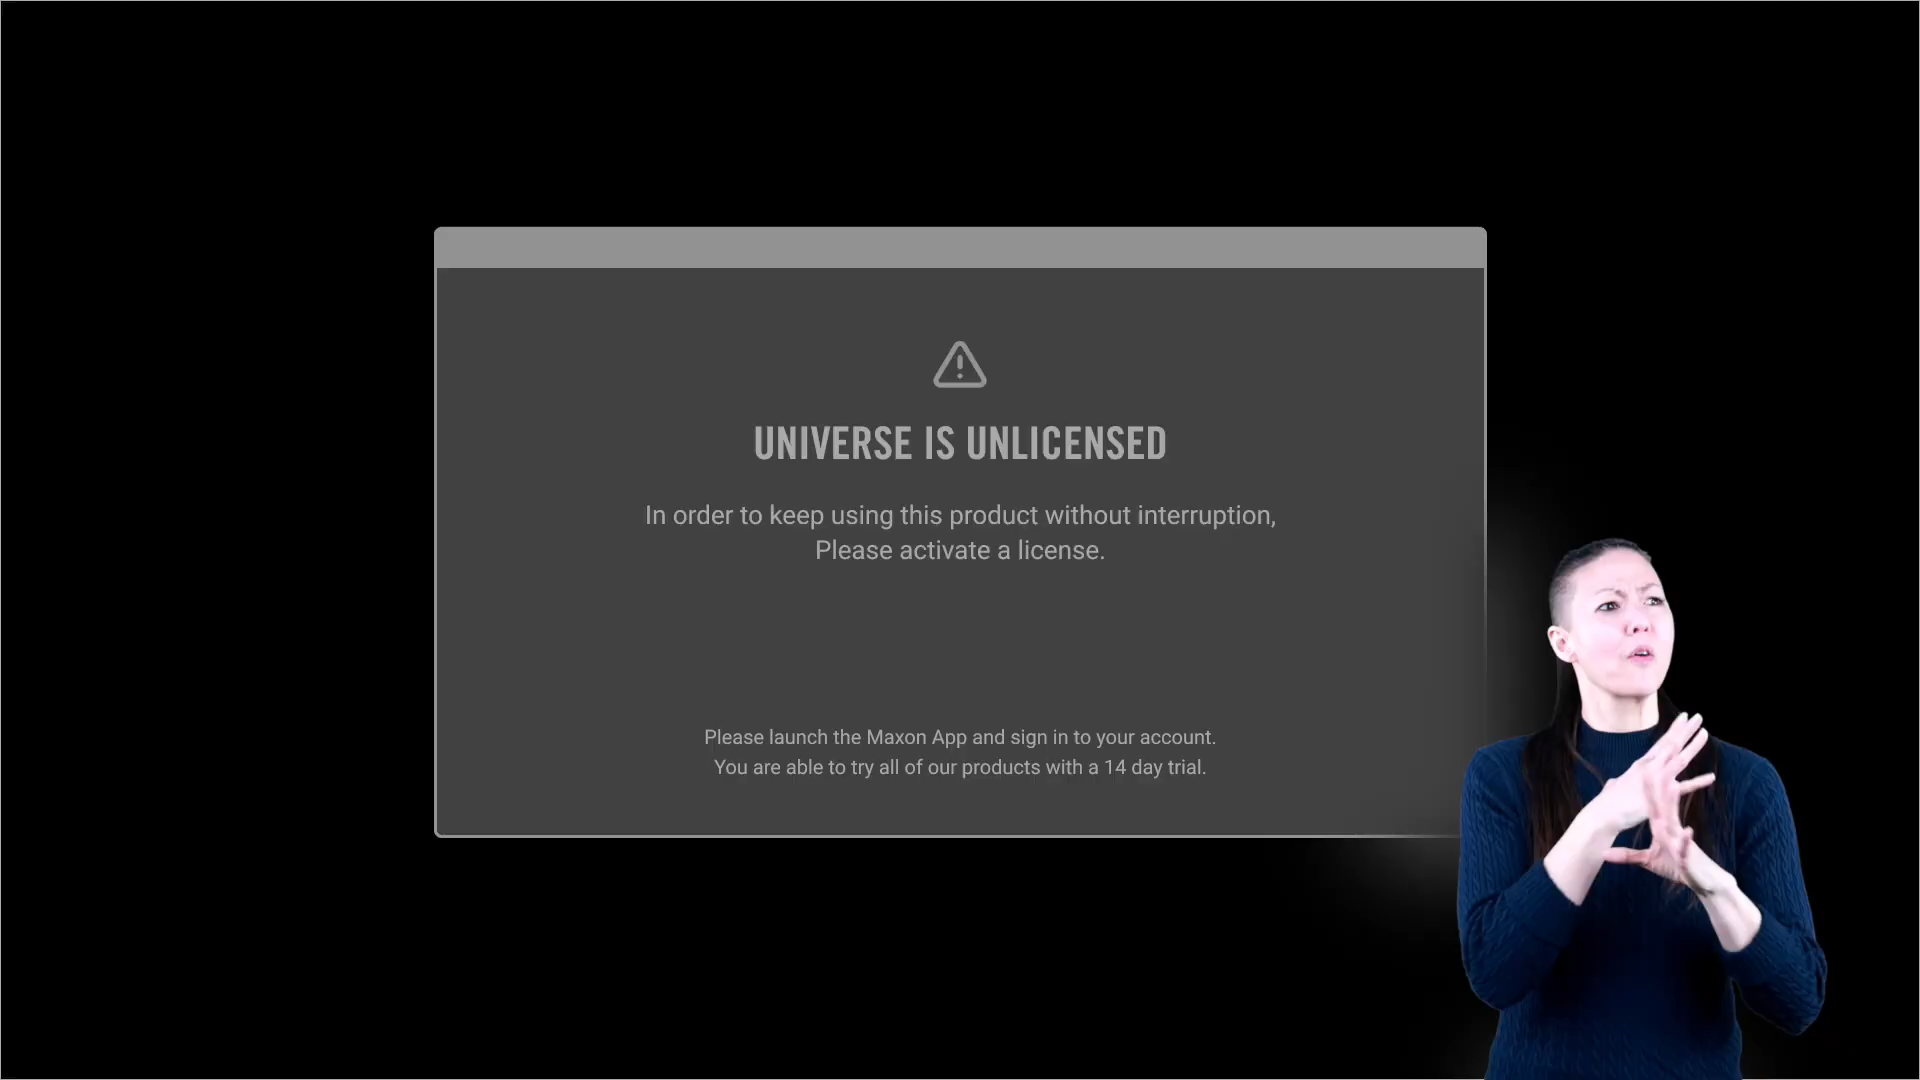 UNIVERSE IS UNLICENSED
In order to keep using this product without interruption,
Please activate a license.
Please launch the Maxon App and sign in to your account.
You are able to try all of our products with a 14 day trial.